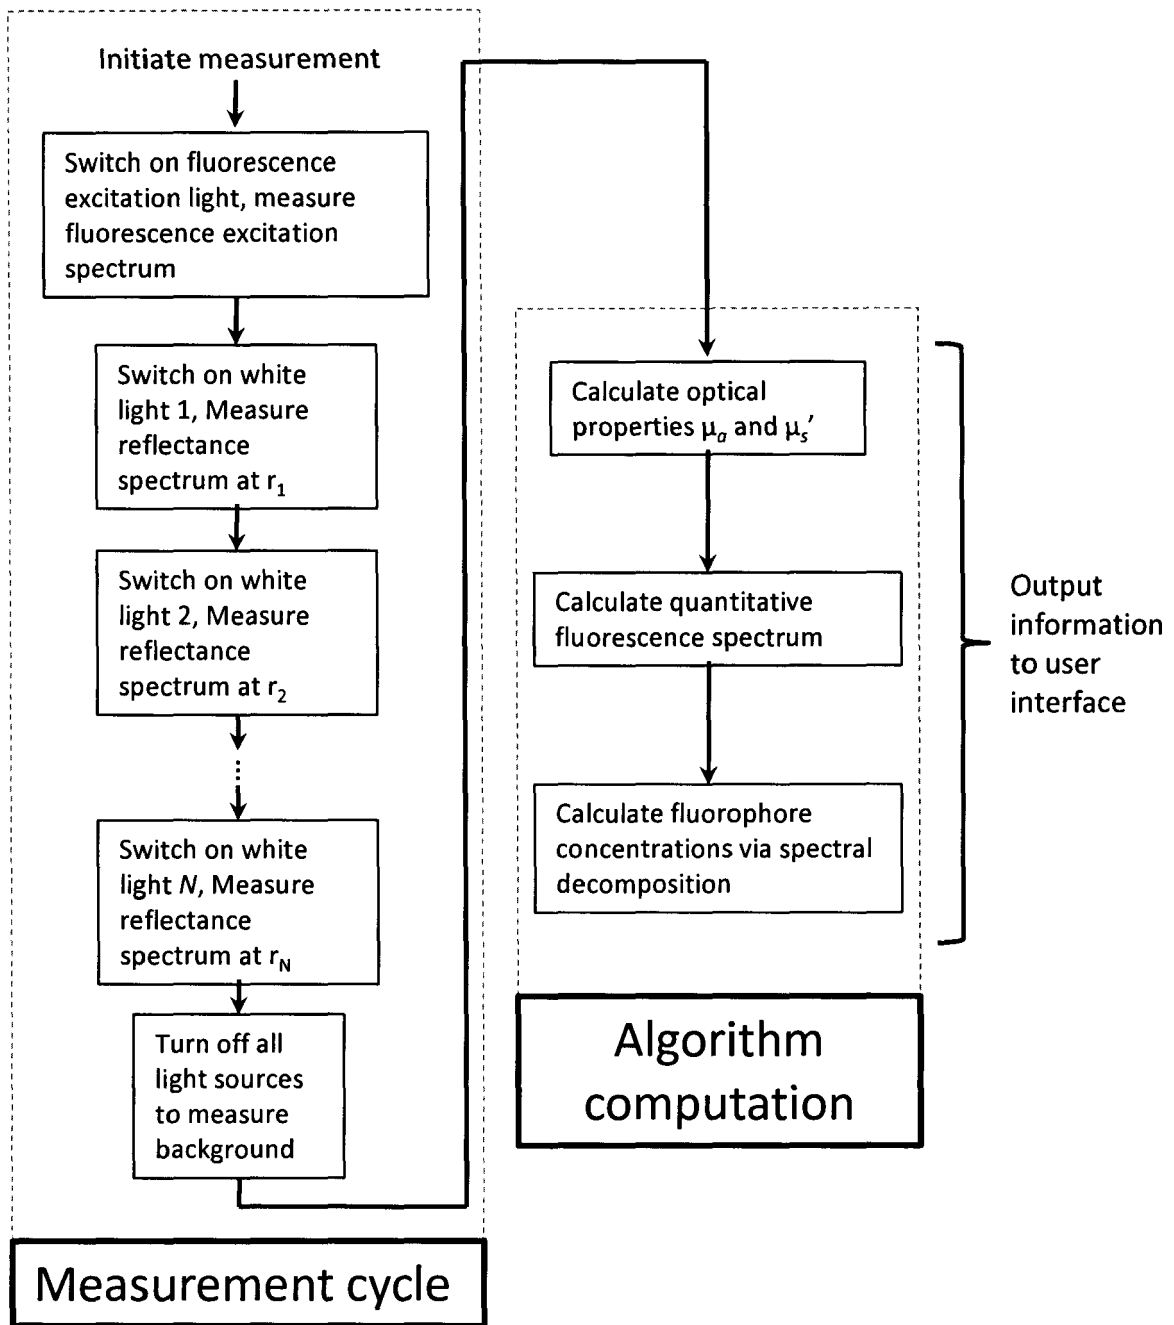 Initiate measurement
Switch on fluorescence
excitation light, measure
fluorescence excitation
spectrum
Switch on white
light 1, Measure
reflectance
spectrum at r₁
Switch on white
light 2, Measure
reflectance
spectrum at r₂
....
Switch on white
light N, Measure
reflectance
spectrum at r_N
Turn off all
light sources
to measure
background
Measurement cycle
Calculate optical
properties μₐ and μₛ'
Calculate quantitative
fluorescence spectrum
Calculate fluorophore
concentrations via spectral
decomposition
Algorithm
computation
Output
information
to user
interface